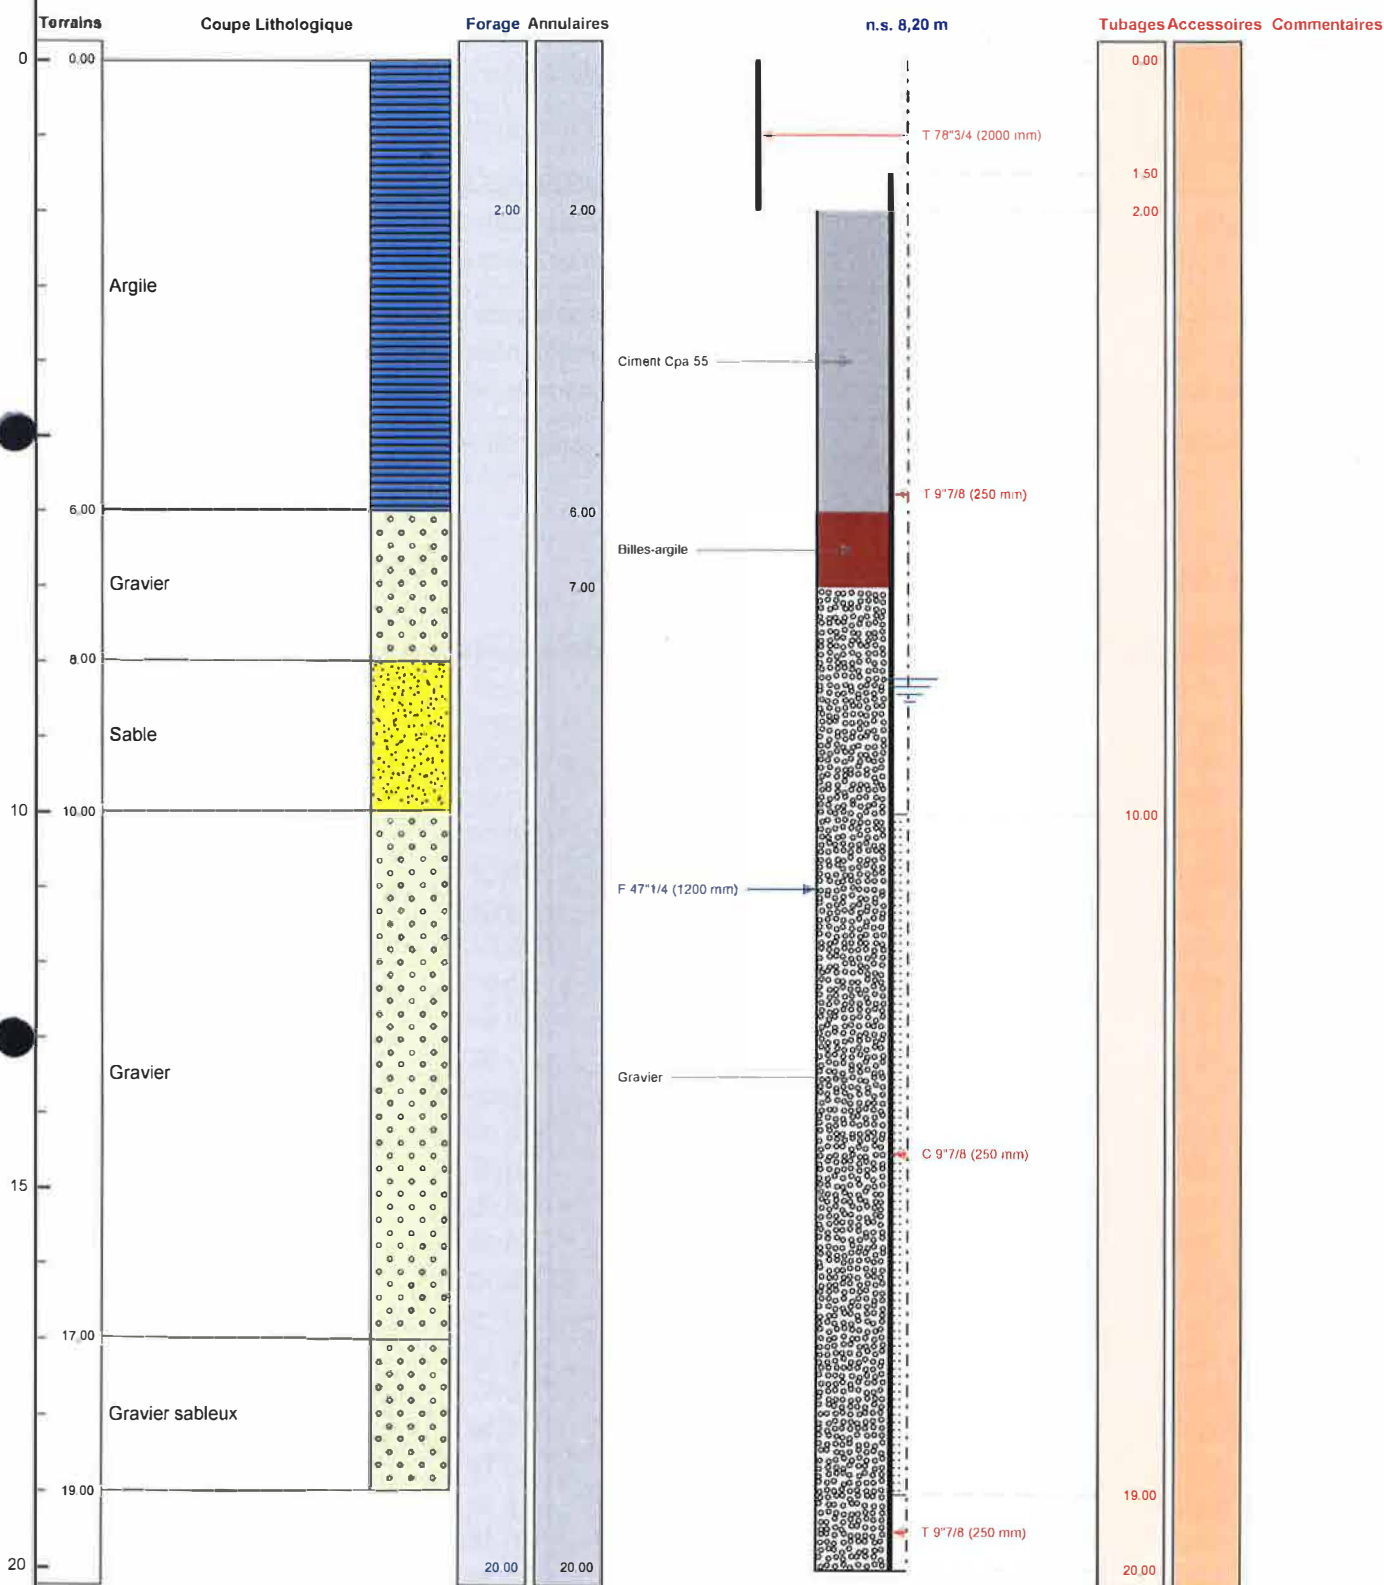 Terrains Coupe Lithologique Forage Annulaires n.s. 8,20 m Tubages Accessoires Commentaires
0 0.00 0.00
T 78"3/4 (2000 mm)
1.50
2.00 2.00 2.00
Argile
Ciment Cpa 55
T 9"7/8 (250 mm)
6.00 6.00
Billes-argile
Gravier 7.00
8.00
Sable
10 10.00 10.00
F 47"1/4 (1200 mm)
Gravier Gravier
C 9"7/8 (250 mm)
15
17.00
Gravier sableux
19.00 19.00
T 9"7/8 (250 mm)
20 20.00 20.00 20.00